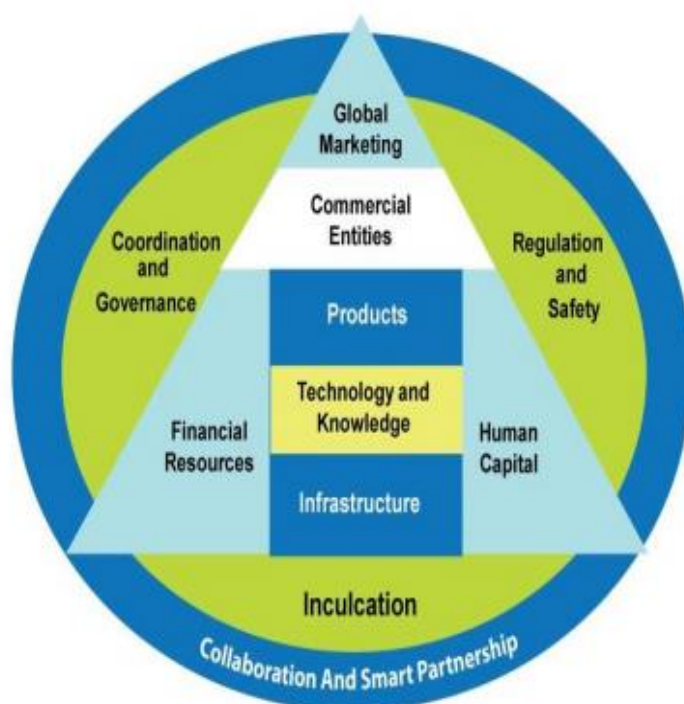 Global
Marketing
Commercial
Entities
Coordination
and
Governance
Regulation
and
Safety
Products
Technology and
Knowledge
Financial
Resources
Human
Capital
Infrastructure
Inculcation
Collaboration And Smart Partnership